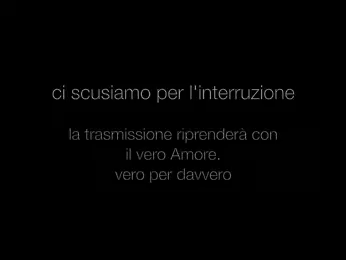 ci scusiamo per l'interruzione
la trasmissione riprenderà con
il vero Amore.
vero per davvero